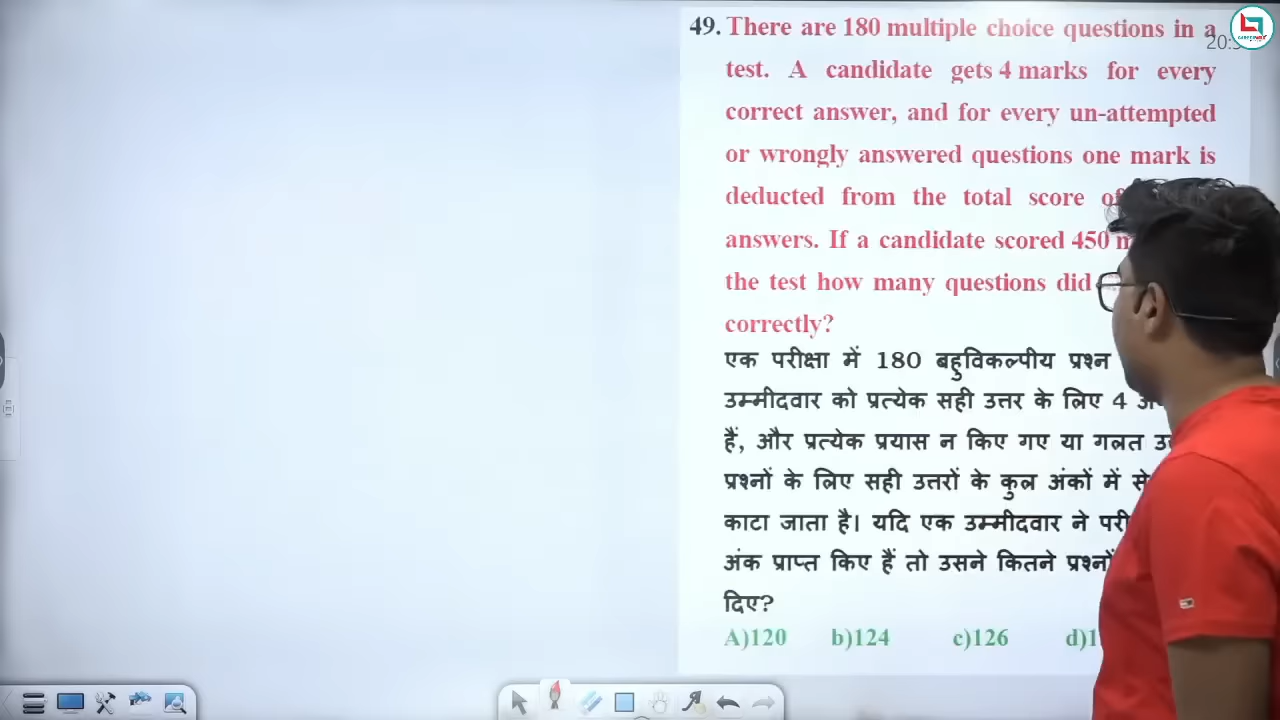 49. There are 180 multiple choice questions in a
20:
test. A candidate gets 4 marks for every
correct answer, and for every un-attempted
or wrongly answered questions one mark is
deducted from the total score of
answers. If a candidate scored 450
the test how many questions did
correctly?
एक परीक्षा में 180 बहुविकल्पीय प्रश्न
उम्मीदवार को प्रत्येक सही उत्तर के लिए 4
हैं, और प्रत्येक प्रयास न किए गए या गलत
प्रश्नों के लिए सही उत्तरों के कुल अंकों में से
काटा जाता है। यदि एक उम्मीदवार ने
अंक प्राप्त किए हैं तो उसने कितने प्रश्नों
दिए?
A)120 b)124 c)126 d)1